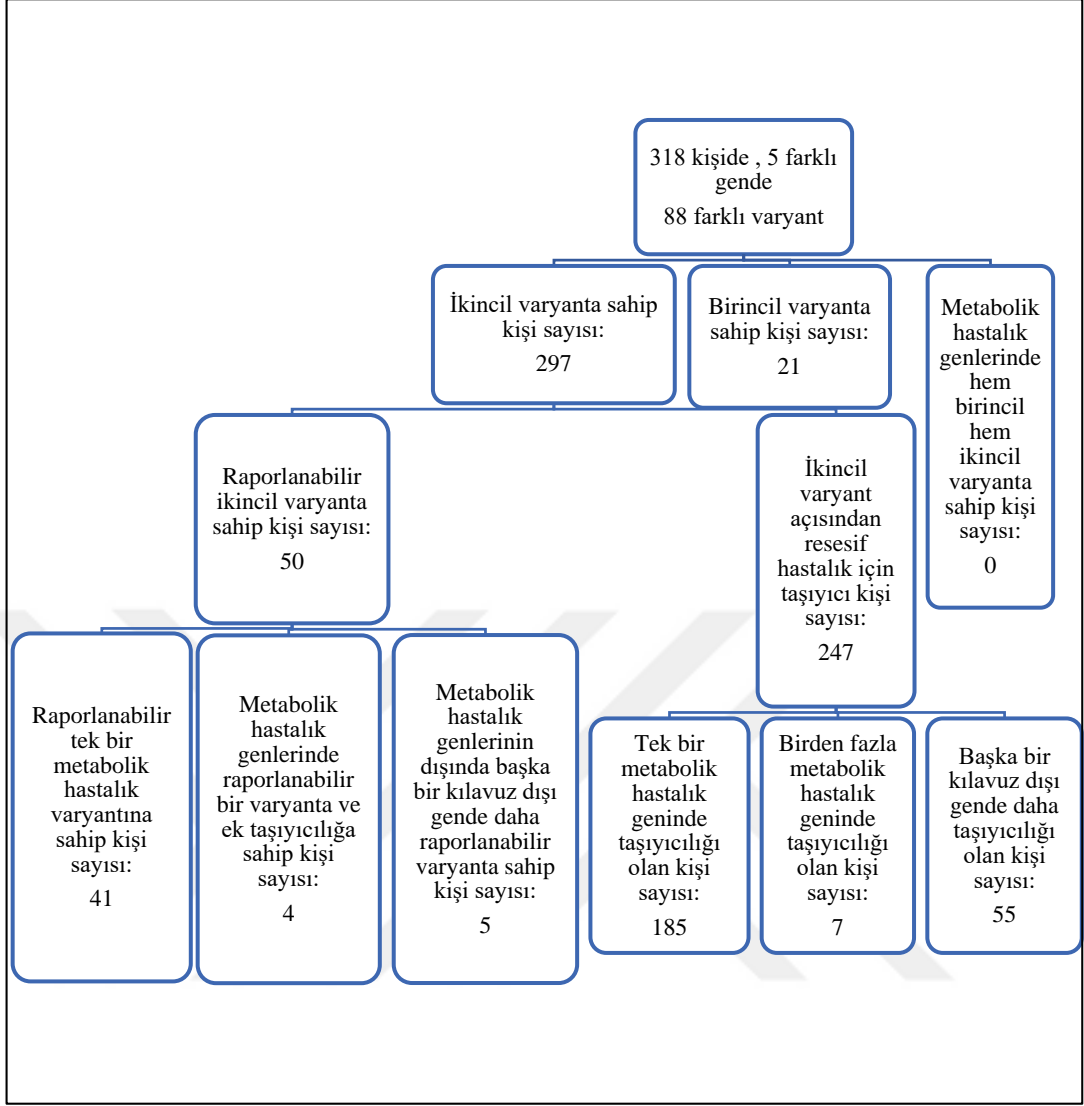 318 kişide , 5 farklı
gende
88 farklı varyant
İkincil varyanta sahip
kişi sayısı:
297
Birincil varyanta
sahip kişi sayısı:
21
Metabolik
hastalık
genlerinde
hem
birincil
hem
ikincil
varyanta
sahip kişi
sayısı:
0
Raporlanabilir
ikincil varyanta
sahip kişi sayısı:
50
İkincil
varyant
açısından
resesif
hastalık için
taşıyıcı kişi
sayısı:
247
Raporlanabilir
tek bir
metabolik
hastalık
varyantına
sahip kişi
sayısı:
41
Metabolik
hastalık
genlerinde
raporlanabilir
bir varyanta ve
ek taşıyıcılığa
sahip kişi
sayısı:
4
Metabolik
hastalık
genlerinin
dışında başka
bir kılavuz dışı
gende daha
raporlanabilir
varyanta sahip
kişi sayısı:
5
Tek bir
metabolik
hastalık
geninde
taşıyıcılığı
olan kişi
sayısı:
185
Birden fazla
metabolik
hastalık
geninde
taşıyıcılığı
olan kişi
sayısı:
7
Başka bir
kılavuz dışı
gende daha
taşıyıcılığı
olan kişi
sayısı:
55